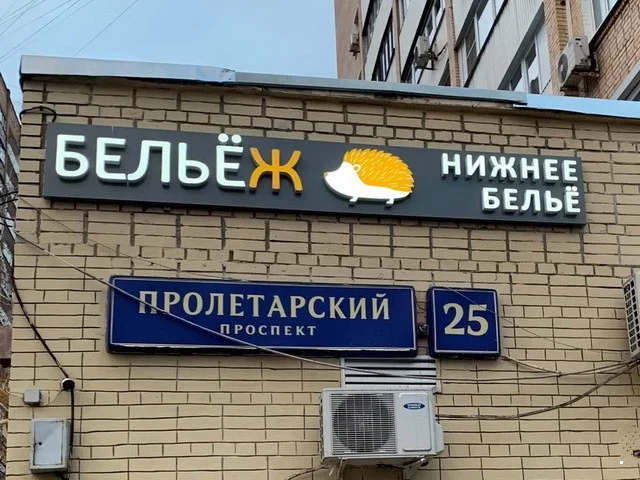 БЕЛЬЁЖ
НИЖНЕЕ
БЕЛЬЁ
ПРОЛЕТАРСКИЙ
ПРОСПЕКТ
25